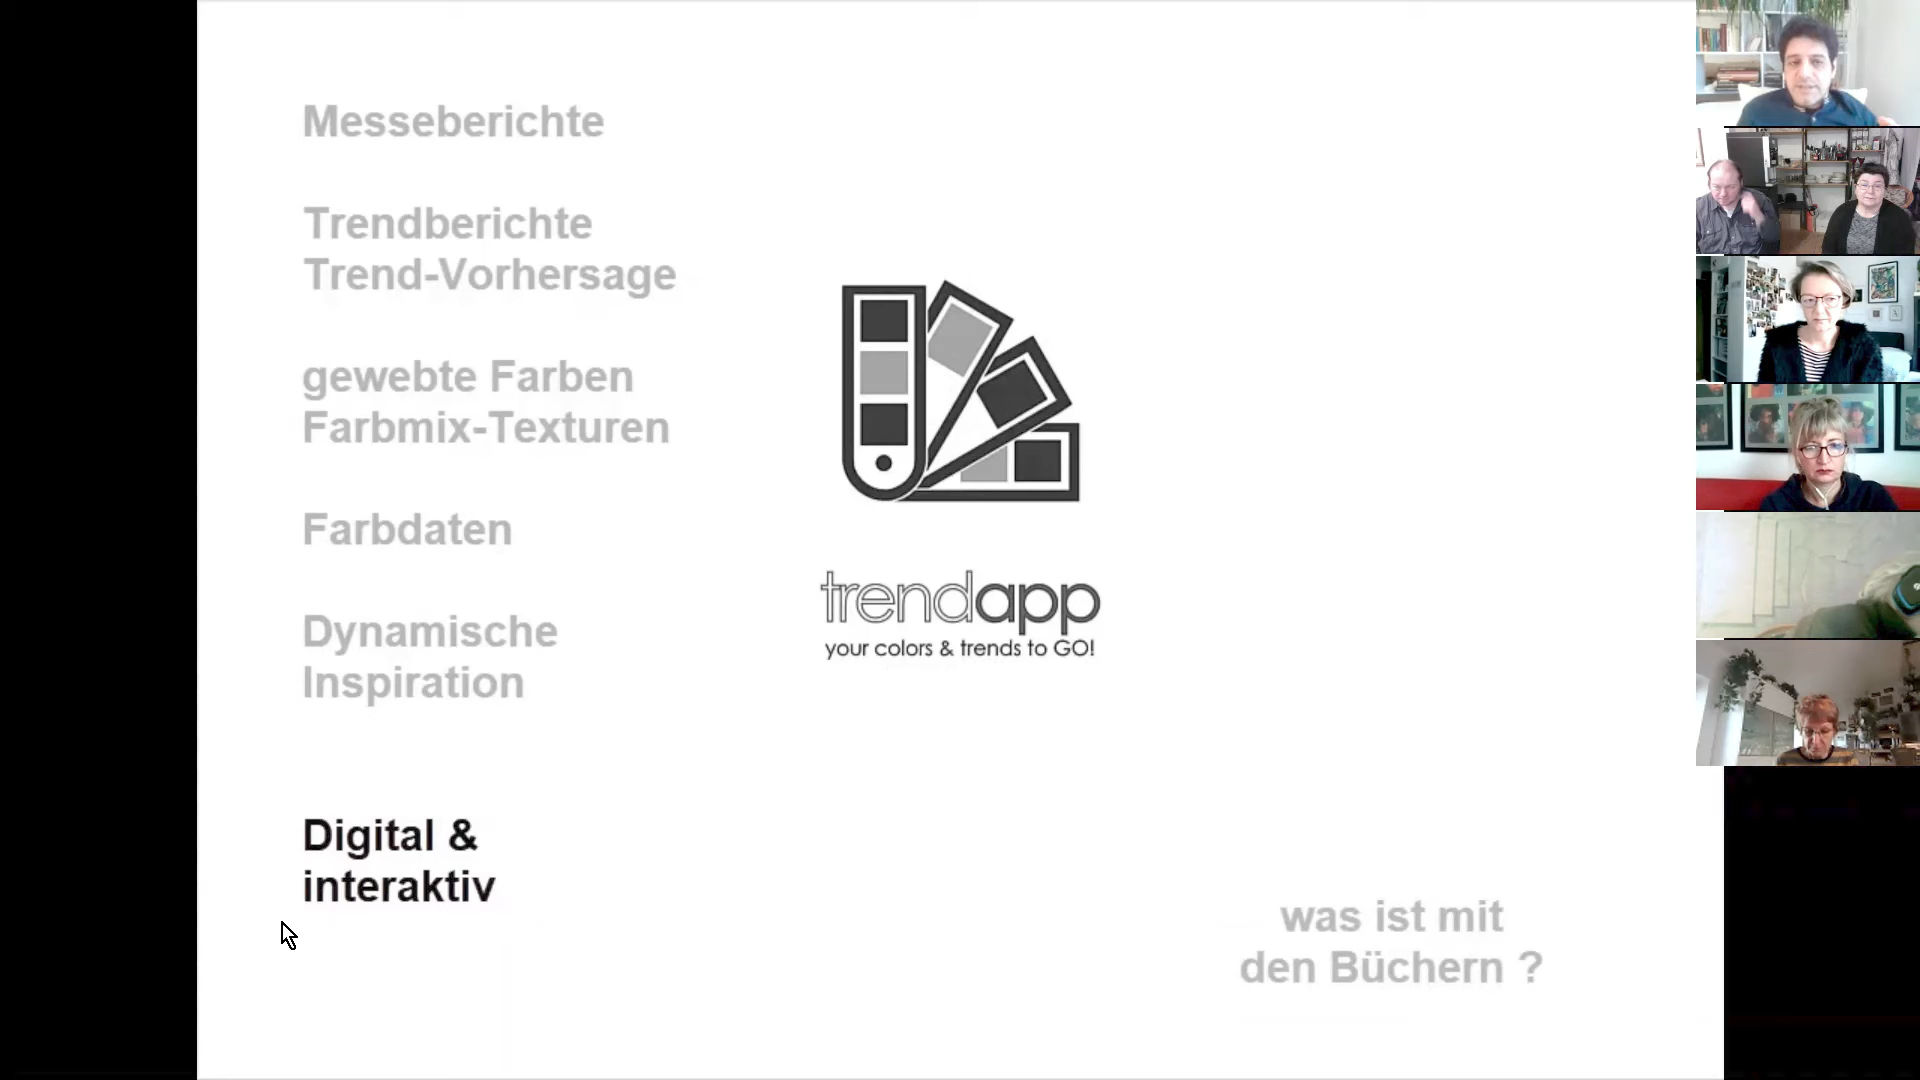 Messeberichte
Trendberichte
Trend-Vorhersage
gewebte Farben
Farbmix-Texturen
Farbdaten
Dynamische
Inspiration
Digital &
interaktiv
trendapp
your colors & trends to GO!
was ist mit
den Büchern ?